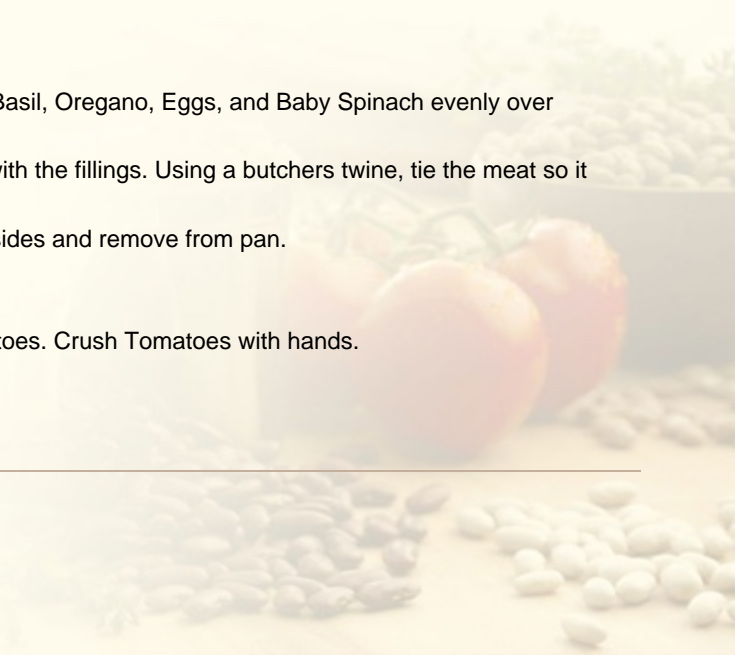 Basil, Oregano, Eggs, and Baby Spinach evenly over
with the fillings. Using a butchers twine, tie the meat so it
sides and remove from pan.
toes. Crush Tomatoes with hands.